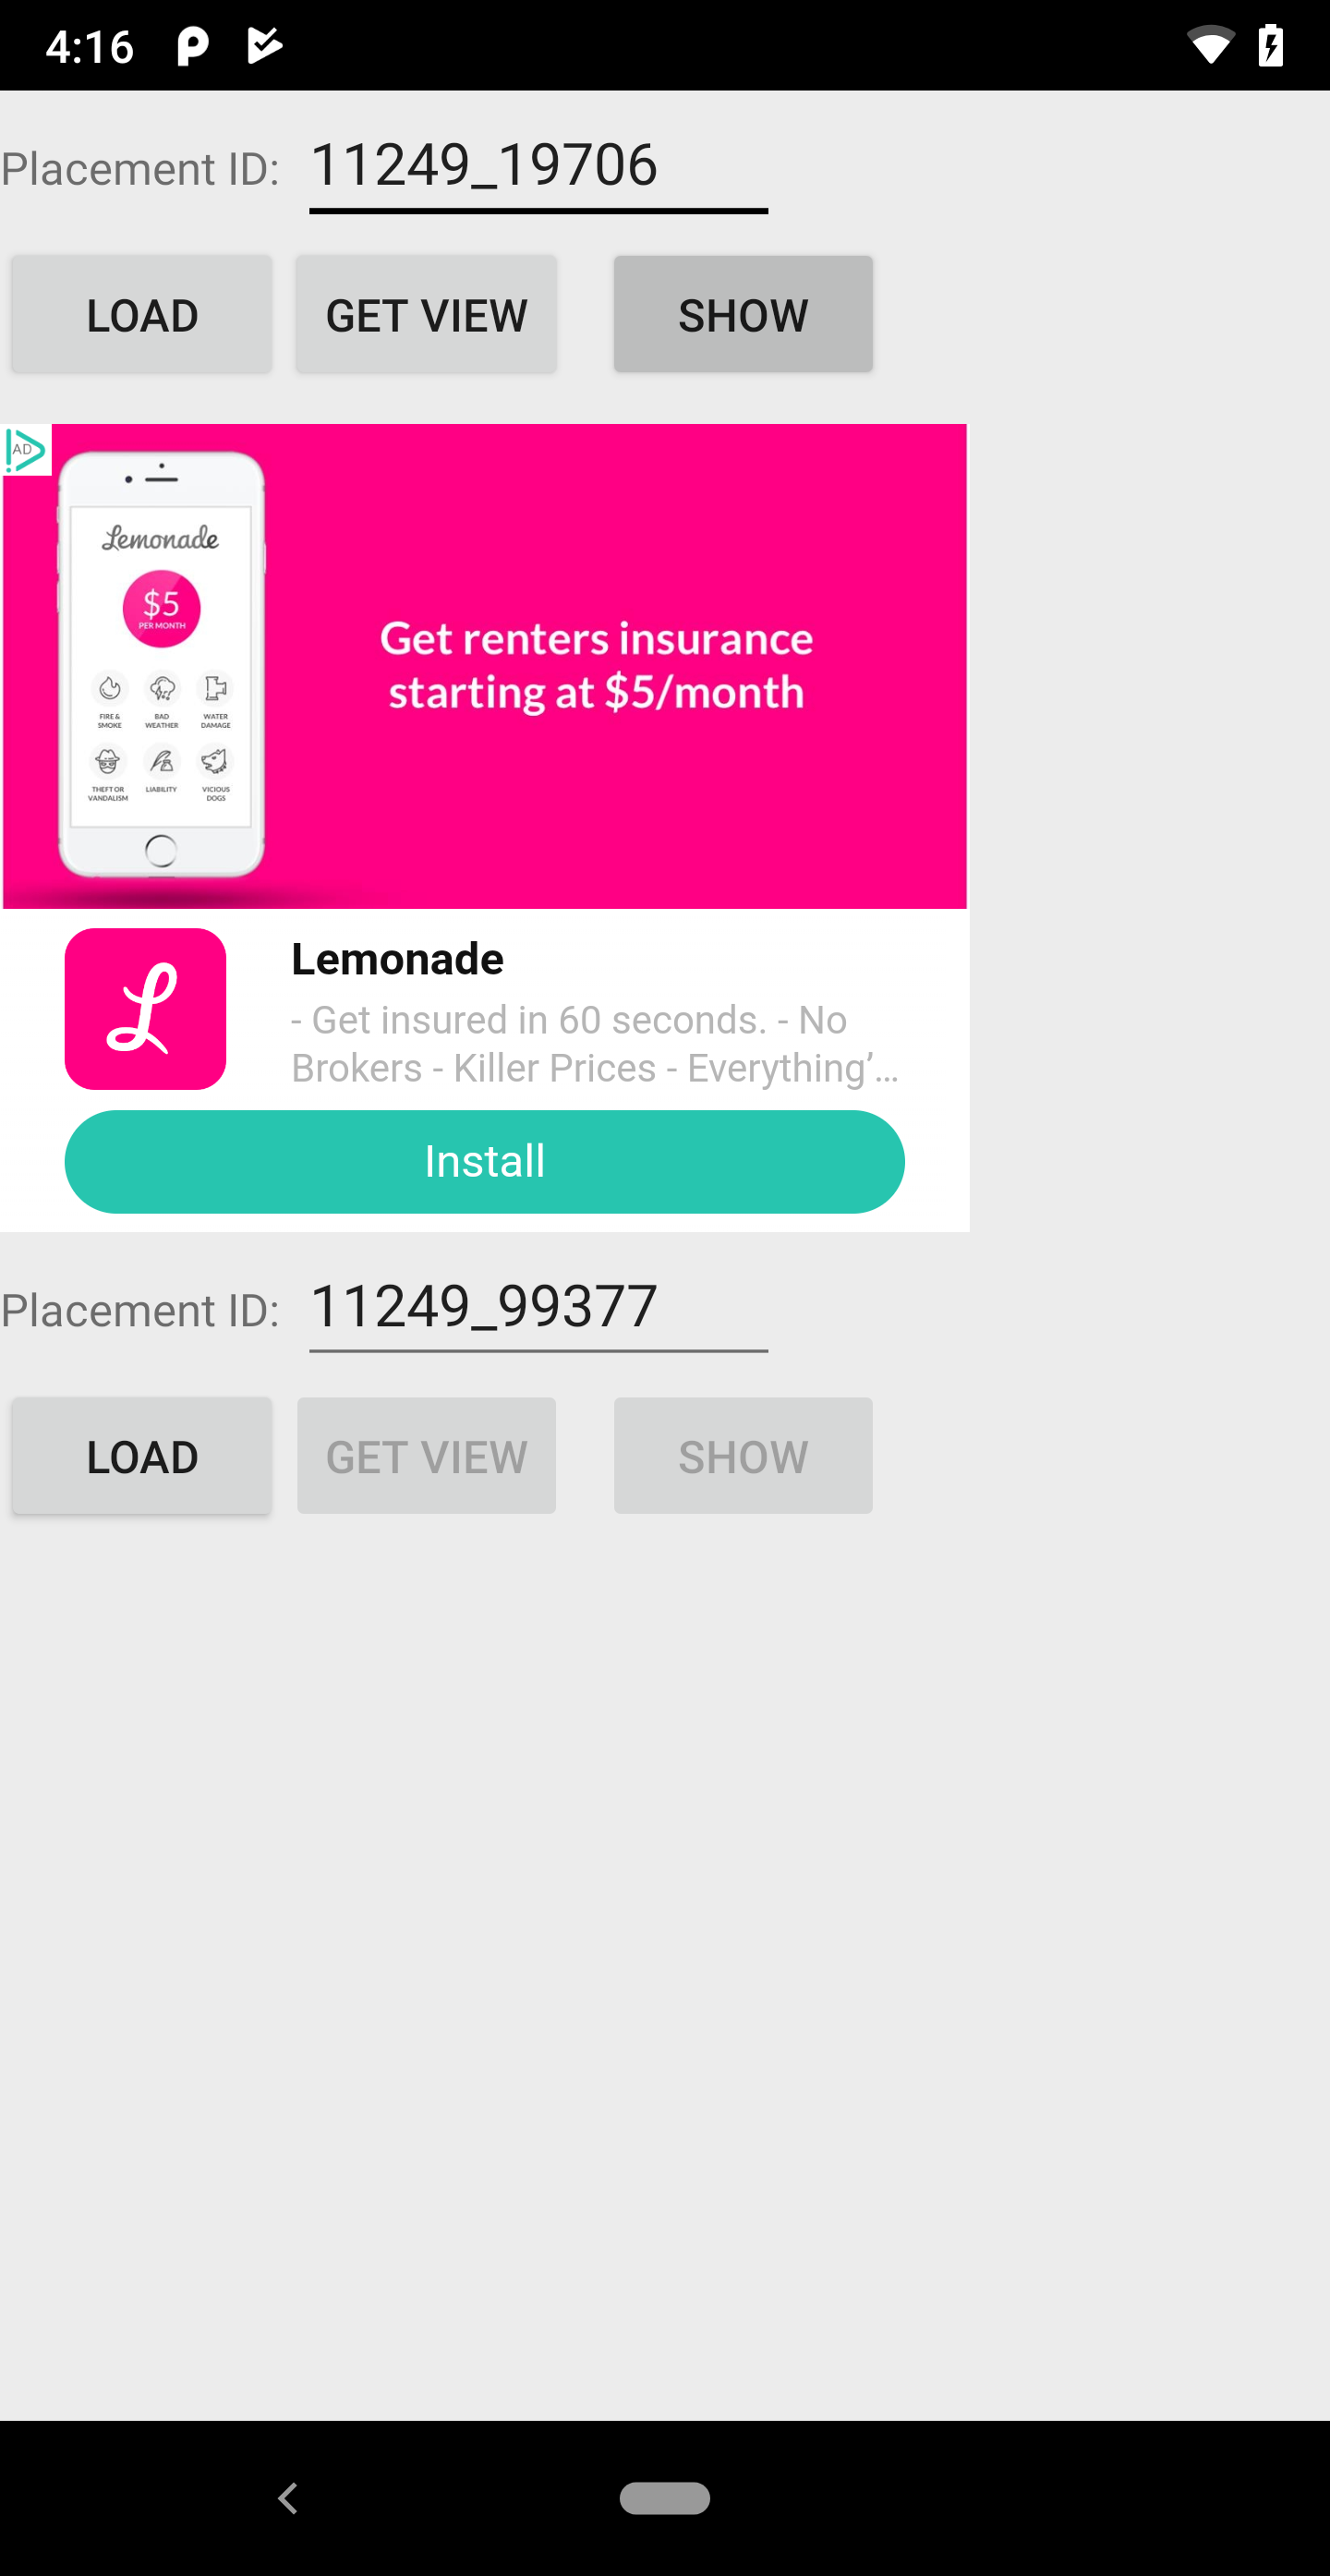 4:16
Placement ID: 11249_19706
LOAD GET VIEW SHOW
AD
Lemonade
$5
PER MONTH
FIRE & SMOKE
BAD WEATHER
WATER DAMAGE
THEFT OR VANDALISM
LIABILITY
VICIOUS DOGS
Get renters insurance
starting at $5/month
L
Lemonade
- Get insured in 60 seconds. - No
Brokers - Killer Prices - Everything’…
Install
Placement ID: 11249_99377
LOAD GET VIEW SHOW